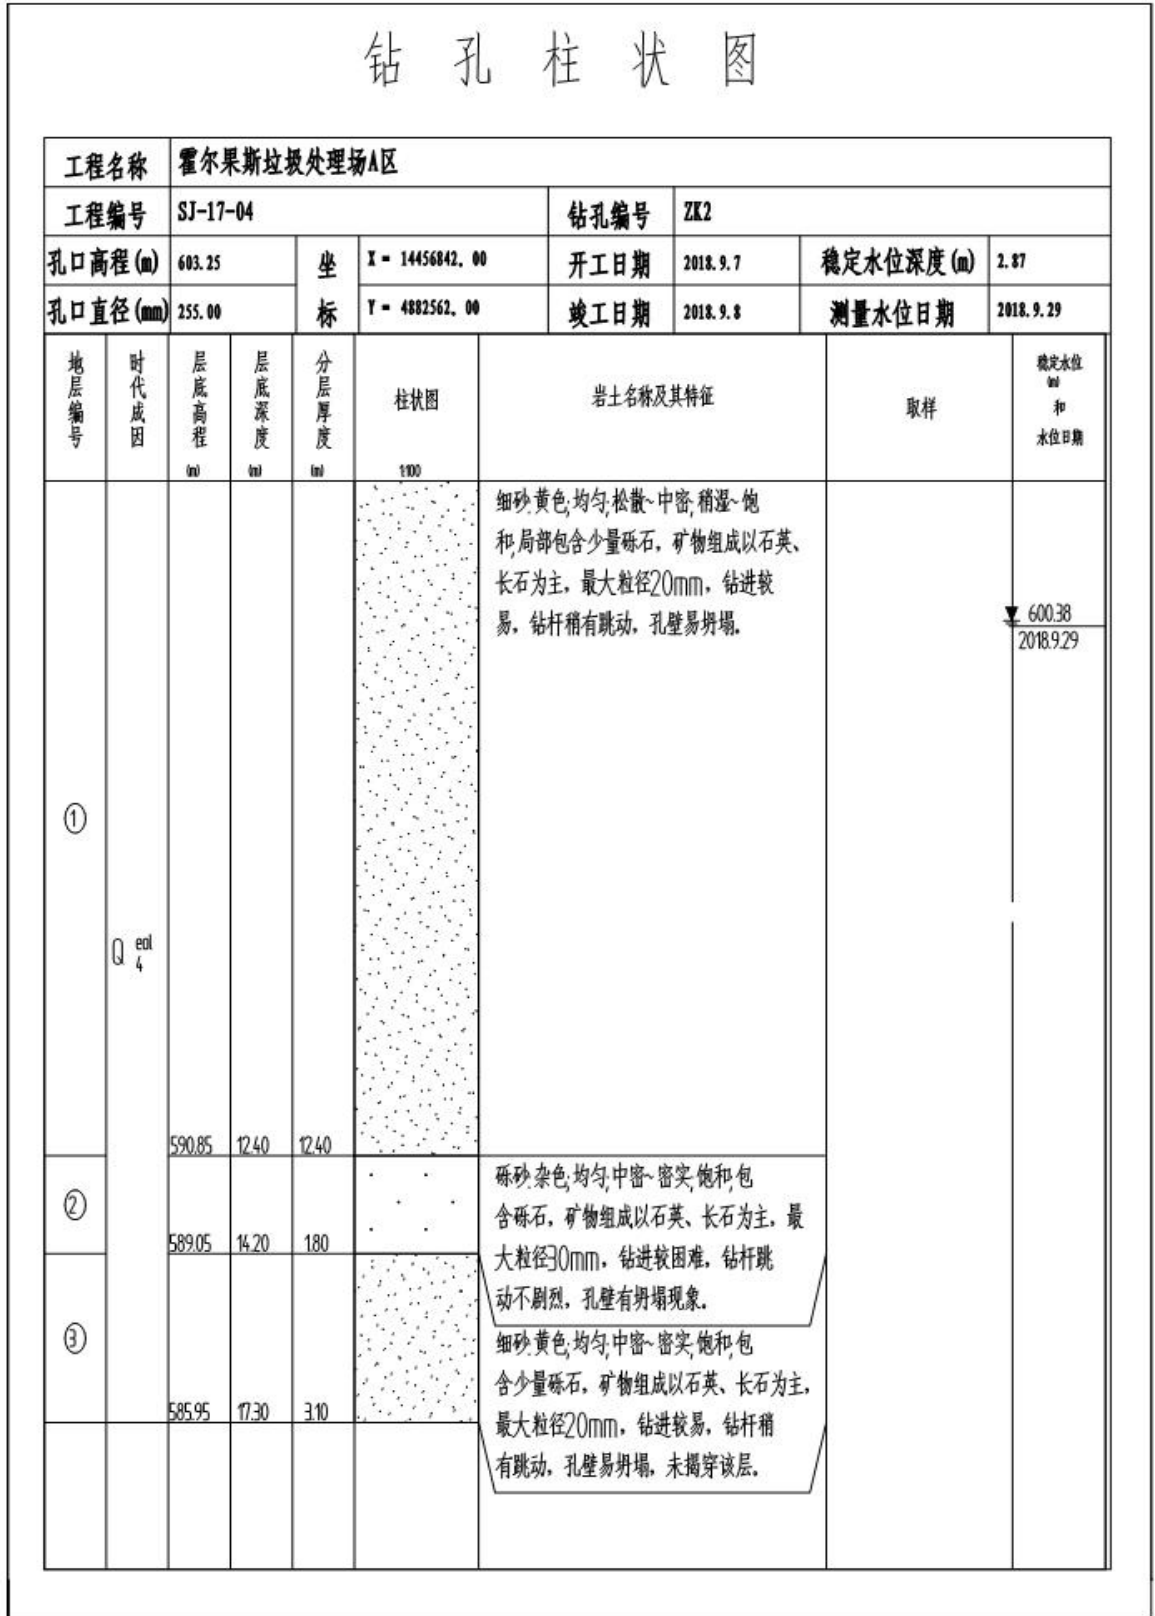 钻孔柱状图
工程名称 霍尔果斯垃圾处理场A区
工程编号 SJ-17-04 钻孔编号 ZK2
孔口高程(m) 603.25 坐标 X = 14456842.00 开工日期 2018.9.7 稳定水位深度(m) 2.87
孔口直径(mm) 255.00 Y = 4882562.00 竣工日期 2018.9.8 测量水位日期 2018.9.29
地层编号
时代成因
层底高程(m)
层底深度(m)
分层厚度(m)
柱状图
1:100
岩土名称及其特征
取样
稳定水位
(m)
和
水位日期
细砂:黄色;均匀;松散~中密;稍湿~饱
和,局部包含少量砾石，矿物组成以石英、
长石为主，最大粒径20mm，钻进较
易，钻杆稍有跳动，孔壁易坍塌.
600.38
2018.9.29
①
Q eol 4
590.85 12.40 12.40
②
砾砂:杂色;均匀;中密~密实;饱和,包
含砾石，矿物组成以石英、长石为主，最
大粒径30mm，钻进较困难，钻杆跳
动不剧烈，孔壁有坍塌现象.
589.05 14.20 1.80
③
细砂:黄色;均匀;中密~密实;饱和,包
含少量砾石，矿物组成以石英、长石为主，
最大粒径20mm，钻进较易，钻杆稍
有跳动，孔壁易坍塌，未揭穿该层.
585.95 17.30 3.10